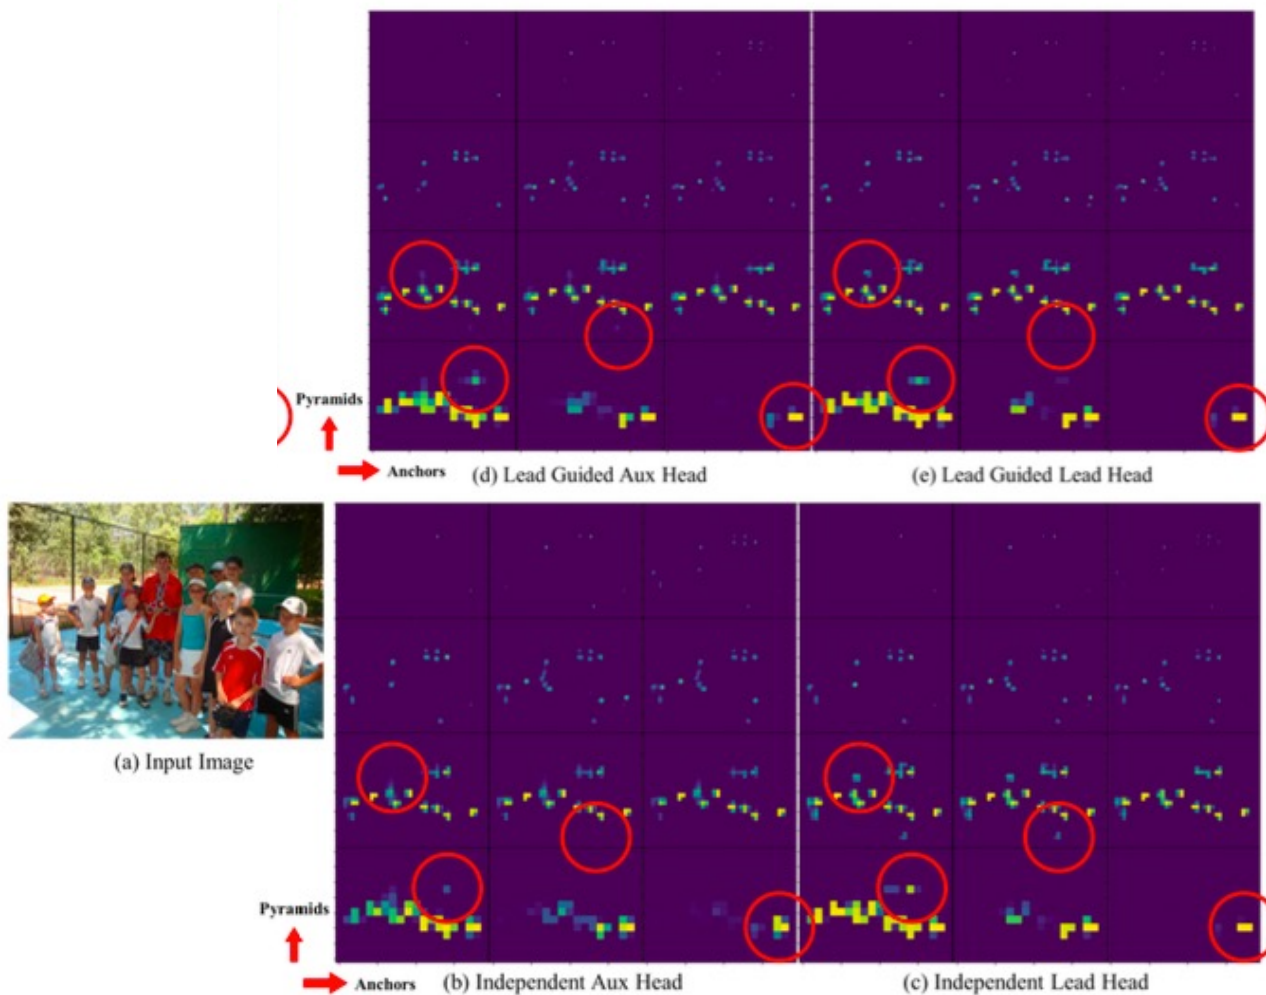 Pyramids
Anchors
(d) Lead Guided Aux Head
(e) Lead Guided Lead Head
(a) Input Image
Pyramids
Anchors
(b) Independent Aux Head
(c) Independent Lead Head